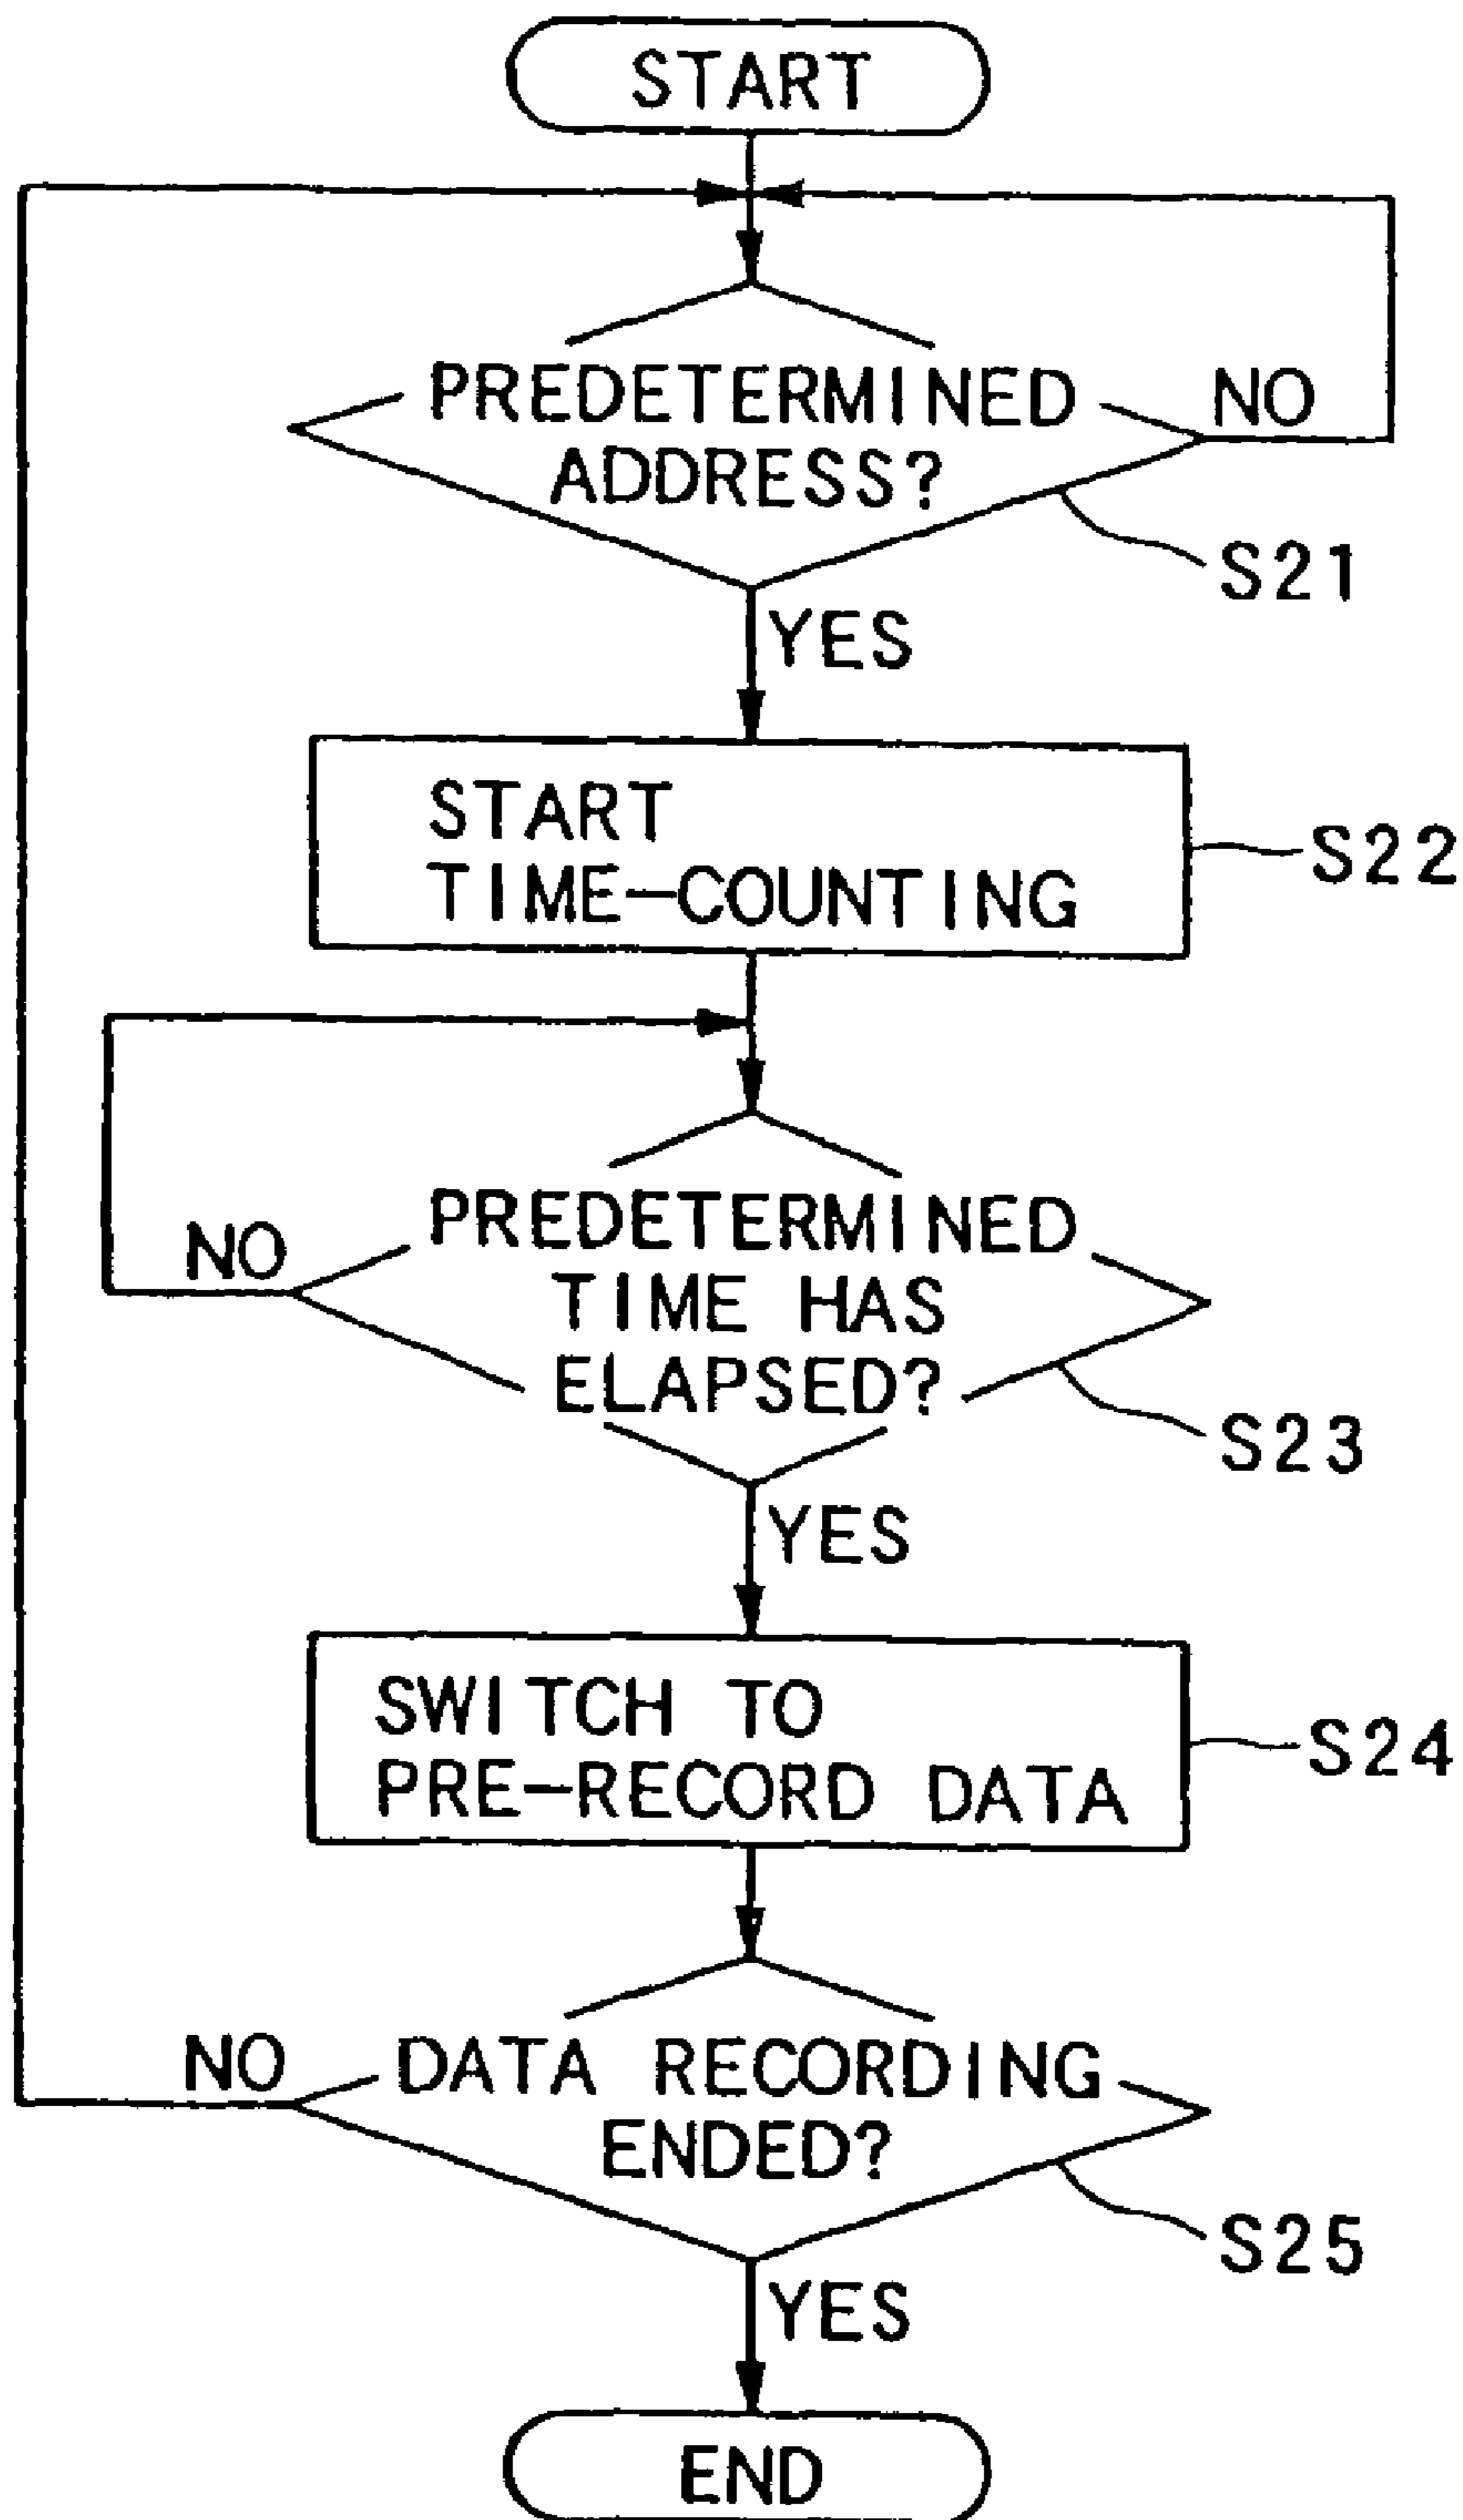 START
PREDETERMINED
ADDRESS?
NO
S21
YES
START
TIME-COUNTING
S22
PREDETERMINED
TIME HAS
ELAPSED?
NO
S23
YES
SWITCH TO
PRE-RECORD DATA
S24
DATA RECORDING
ENDED?
NO
S25
YES
END